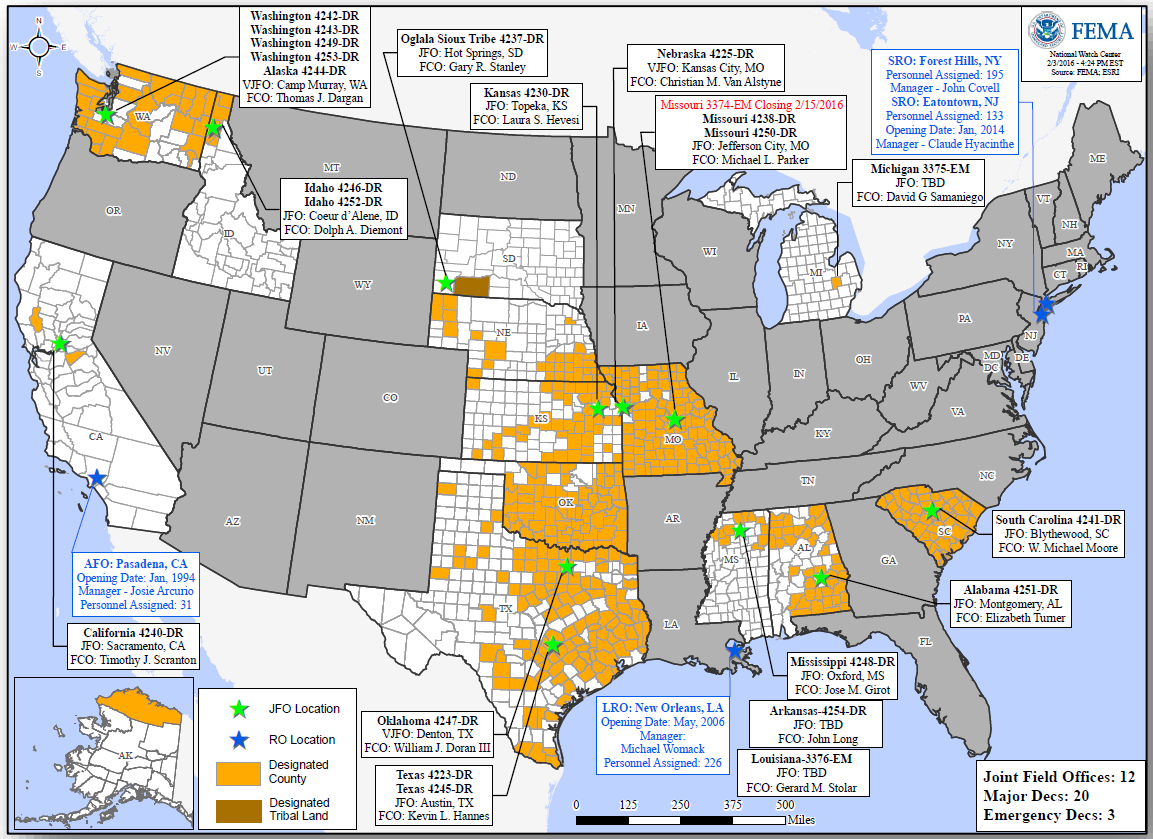 N
W E
S
Washington 4242-DR
Washington 4243-DR
Washington 4249-DR
Washington 4253-DR
Alaska 4244-DR
VJFO: Camp Murray, WA
FCO: Thomas J. Dargan
Oglala Sioux Tribe 4237-DR
JFO: Hot Springs, SD
FCO: Gary R. Stanley
Kansas 4230-DR
JFO: Topeka, KS
FCO: Laura S. Hevesi
Nebraska 4225-DR
VJFO: Kansas City, MO
FCO: Christian M. Van Alstyne
Missouri 3374-EM Closing 2/15/2016
Missouri 4238-DR
Missouri 4250-DR
JFO: Jefferson City, MO
FCO: Michael L. Parker
SRO: Forest Hills, NY
Personnel Assigned: 195
Manager - John Covell
SRO: Eatontown, NJ
Personnel Assigned: 133
Opening Date: Jan, 2014
Manager - Claude Hyacinthe
FEMA
National Watch Center
2/3/2016 - 4:24 PM EST
Source: FEMA; ESRI
Michigan 3375-EM
JFO: TBD
FCO: David G Samaniego
Idaho 4246-DR
Idaho 4252-DR
JFO: Coeur d'Alene, ID
FCO: Dolph A. Diemont
WA
MT
ND
MN
ME
OR
ID
SD
WI
VT
NH
NY
MA
RI
CT
MI
WY
IA
PA
NJ
NE
NV
UT
CO
IL
IN
OH
MD
DC
DE
WV
VA
CA
KS
MO
KY
AZ
NM
OK
AR
TN
NC
SC
TX
LA
MS
AL
GA
FL
AK
AFO: Pasadena, CA
Opening Date: Jan, 1994
Manager - Josie Arcurio
Personnel Assigned: 31
California 4240-DR
JFO: Sacramento, CA
FCO: Timothy J. Scranton
South Carolina 4241-DR
JFO: Blythewood, SC
FCO: W. Michael Moore
Alabama 4251-DR
JFO: Montgomery, AL
FCO: Elizabeth Turner
Mississippi 4248-DR
JFO: Oxford, MS
FCO: Jose M. Girot
Arkansas-4254-DR
JFO: TBD
FCO: John Long
Louisiana-3376-EM
JFO: TBD
FCO: Gerard M. Stolar
LRO: New Orleans, LA
Opening Date: May, 2006
Manager:
Michael Womack
Personnel Assigned: 226
Oklahoma 4247-DR
VJFO: Denton, TX
FCO: William J. Doran III
Texas 4223-DR
Texas 4245-DR
JFO: Austin, TX
FCO: Kevin L. Hannes
JFO Location
RO Location
Designated
County
Designated
Tribal Land
0 125 250 375 500
Miles
Joint Field Offices: 12
Major Decs: 20
Emergency Decs: 3